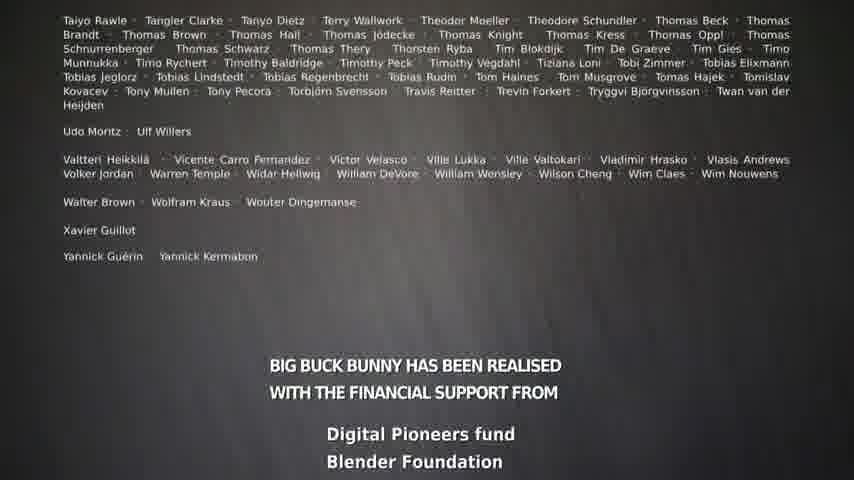 Taiyo Rawle · Tangler Clarke · Tanyo Dietz · Terry Wallwork · Theodor Moeller · Theodore Schundler · Thomas Beck · Thomas
Brandt · Thomas Brown · Thomas Hall · Thomas Jödecke · Thomas Knight · Thomas Kress · Thomas Oppl · Thomas
Schnurrenberger · Thomas Schwarz · Thomas Thery · Thorsten Ryba · Tim Blokdijk · Tim De Graeve · Tim Gies · Timo
Munnukka · Timo Rychert · Timothy Baldridge · Timothy Peck · Timothy Vegdahl · Tiziana Loni · Tobi Zimmer · Tobias Elixmann
Tobias Jeglorz · Tobias Lindstedt · Tobias Regenbrecht · Tobias Rudin · Tom Haines · Tom Musgrove · Tomas Hajek · Tomislav
Kovacev · Tony Mullen · Tony Pecora · Torbjörn Svensson · Travis Reitter · Trevin Forkert · Tryggvi Björgvinsson · Twan van der
Heijden
Udo Moritz · Ulf Willers
Valtteri Heikkilä · Vicente Carro Fernandez · Victor Velasco · Ville Lukka · Ville Valtokari · Vladimir Hrasko · Vlasis Andrews
Volker Jordan · Warren Temple · Widar Hellwig · William DeVore · William Wensley · Wilson Cheng · Wim Claes · Wim Nouwens
Walter Brown · Wolfram Kraus · Wouter Dingemanse
Xavier Guillot
Yannick Guérin · Yannick Kermabon
BIG BUCK BUNNY HAS BEEN REALISED
WITH THE FINANCIAL SUPPORT FROM
Digital Pioneers fund
Blender Foundation